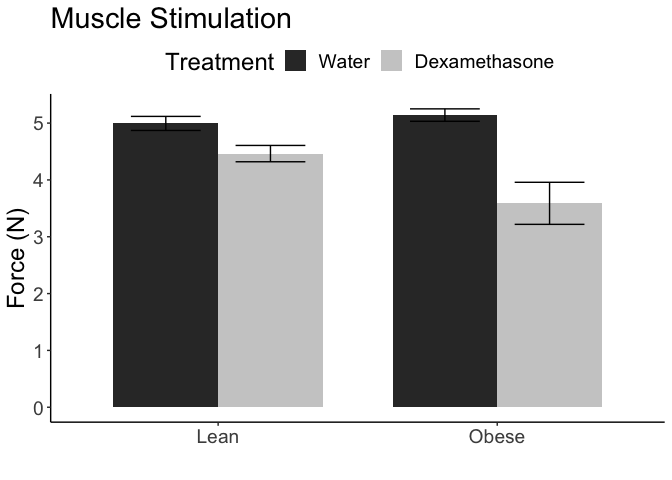 Muscle Stimulation
Treatment Water Dexamethasone
Force (N)
5
4
3
2
1
0
Lean Obese